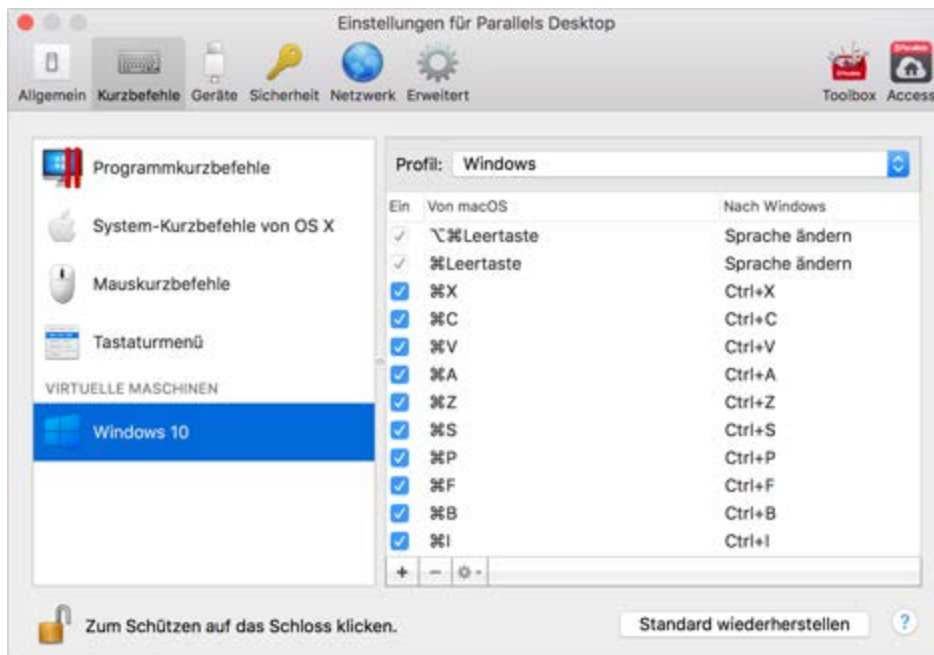 Einstellungen für Parallels Desktop
Allgemein Kurzbefehle Geräte Sicherheit Netzwerk Erweitert Toolbox Access
Programmkurzbefehle
System-Kurzbefehle von OS X
Mauskurzbefehle
Tastaturmenü
VIRTUELLE MASCHINEN
Windows 10
Profil: Windows
Ein Von macOS Nach Windows
⌥⌘Leertaste Sprache ändern
⌘Leertaste Sprache ändern
⌘X Ctrl+X
⌘C Ctrl+C
⌘V Ctrl+V
⌘A Ctrl+A
⌘Z Ctrl+Z
⌘S Ctrl+S
⌘P Ctrl+P
⌘F Ctrl+F
⌘B Ctrl+B
⌘I Ctrl+I
Zum Schützen auf das Schloss klicken.
Standard wiederherstellen ?